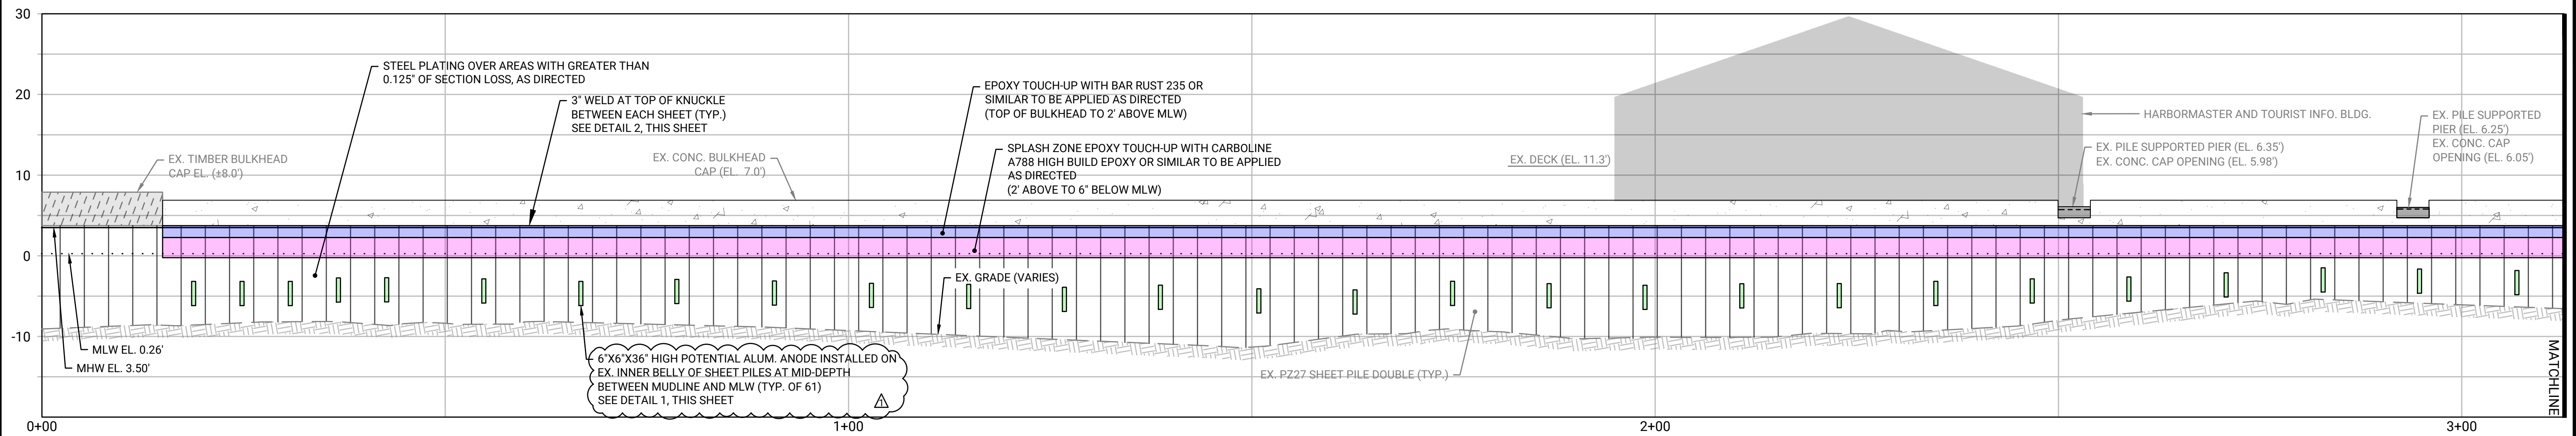 30
20
10
0
-10
STEEL PLATING OVER AREAS WITH GREATER THAN
0.125" OF SECTION LOSS, AS DIRECTED
3" WELD AT TOP OF KNUCKLE
BETWEEN EACH SHEET (TYP.)
SEE DETAIL 2, THIS SHEET
EX. TIMBER BULKHEAD
CAP EL. (±8.0')
EX. CONC. BULKHEAD
CAP (EL.  7.0')
EPOXY TOUCH-UP WITH BAR RUST 235 OR
SIMILAR TO BE APPLIED AS DIRECTED
(TOP OF BULKHEAD TO 2' ABOVE MLW)
SPLASH ZONE EPOXY TOUCH-UP WITH CARBOLINE
A788 HIGH BUILD EPOXY OR SIMILAR TO BE APPLIED
AS DIRECTED
(2' ABOVE TO 6" BELOW MLW)
EX. DECK (EL. 11.3')
HARBORMASTER AND TOURIST INFO. BLDG.
EX. PILE SUPPORTED PIER (EL. 6.35')
EX. CONC. CAP OPENING (EL. 5.98')
EX. PILE SUPPORTED
PIER (EL. 6.25')
EX. CONC. CAP
OPENING (EL. 6.05')
EX. GRADE (VARIES)
MLW EL. 0.26'
MHW EL. 3.50'
6"X6"X36" HIGH POTENTIAL ALUM. ANODE INSTALLED ON
EX. INNER BELLY OF SHEET PILES AT MID-DEPTH
BETWEEN MUDLINE AND MLW (TYP. OF 61)
SEE DETAIL 1, THIS SHEET
1
EX. PZ27 SHEET PILE DOUBLE (TYP.)
MATCHLINE
0+00
1+00
2+00
3+00